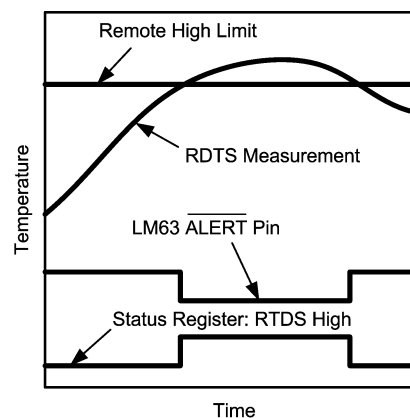 Remote High Limit
RDTS Measurement
LM63 ALERT Pin
Status Register: RTDS High
Temperature
Time